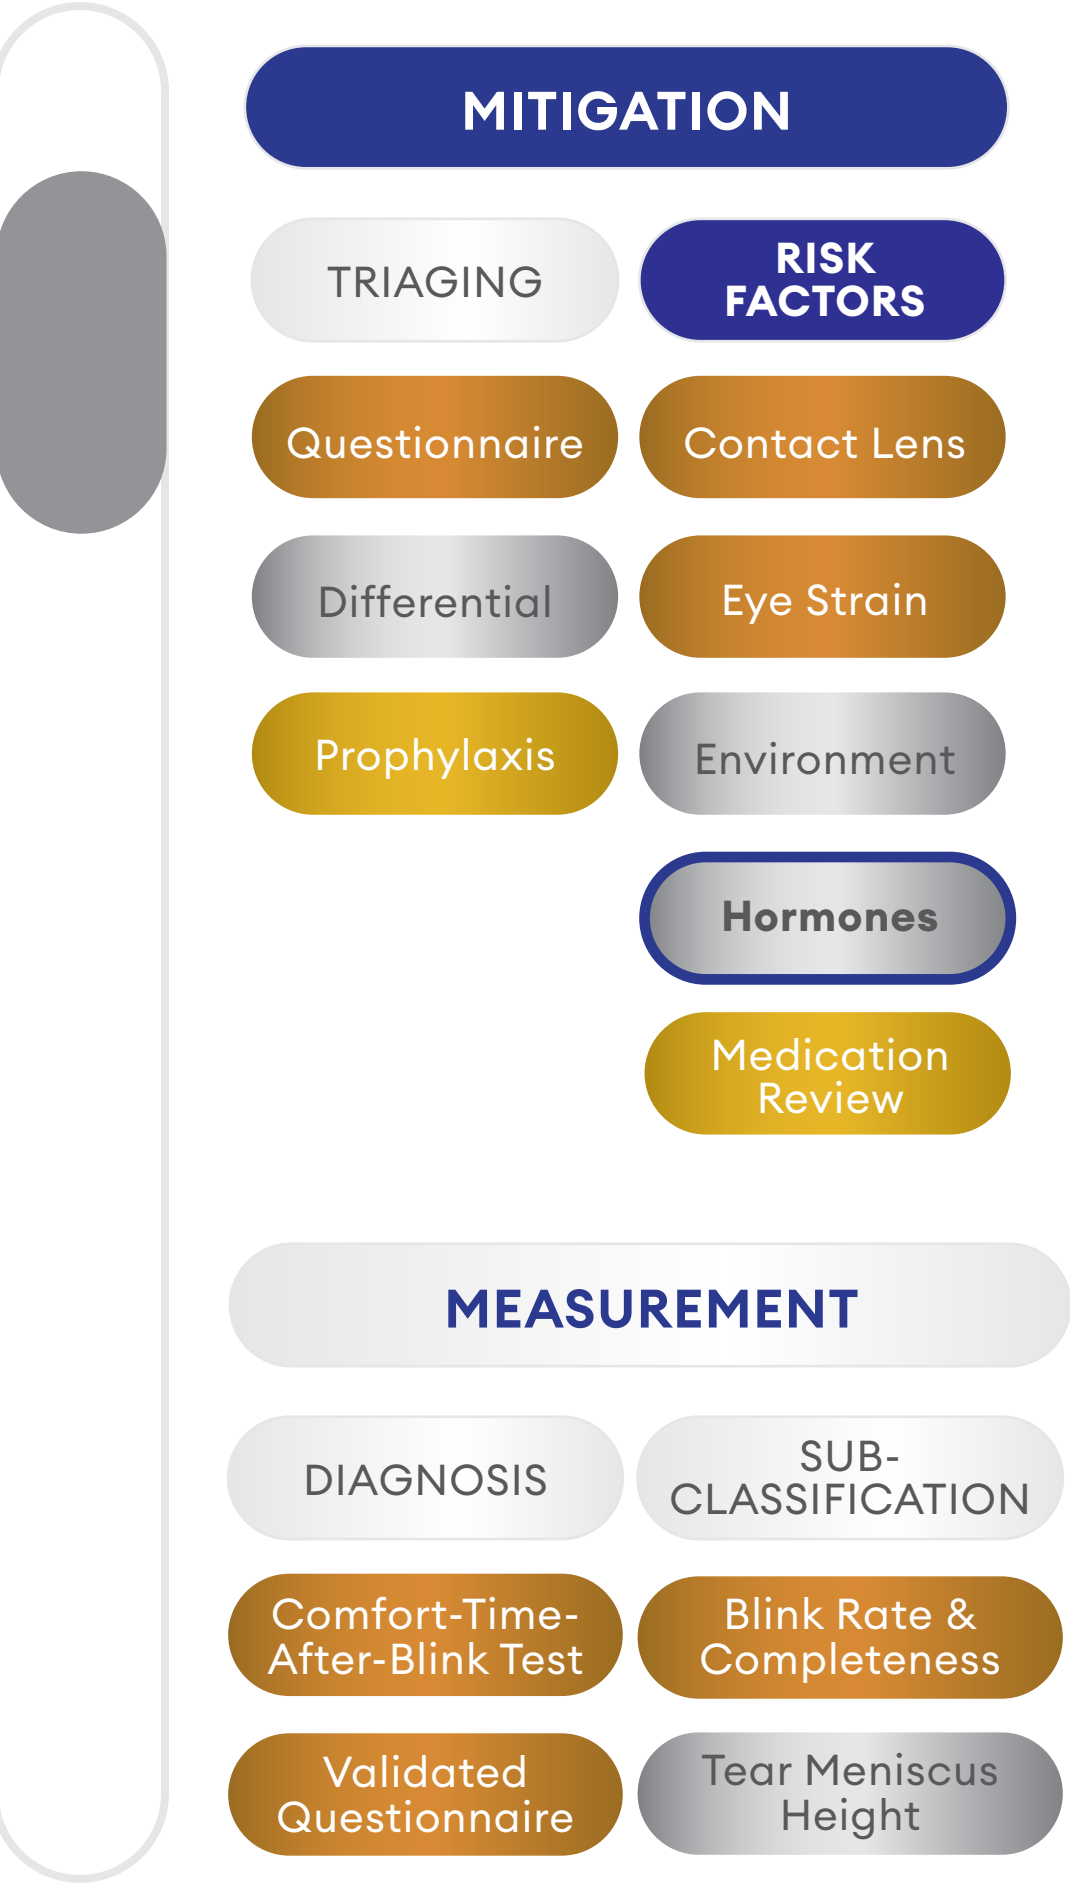 MITIGATION
TRIAGING
RISK
FACTORS
Questionnaire
Contact Lens
Differential
Eye Strain
Prophylaxis
Environment
Hormones
Medication
Review
MEASUREMENT
DIAGNOSIS
SUB-
CLASSIFICATION
Comfort-Time-
After-Blink Test
Blink Rate &
Completeness
Validated
Questionnaire
Tear Meniscus
Height